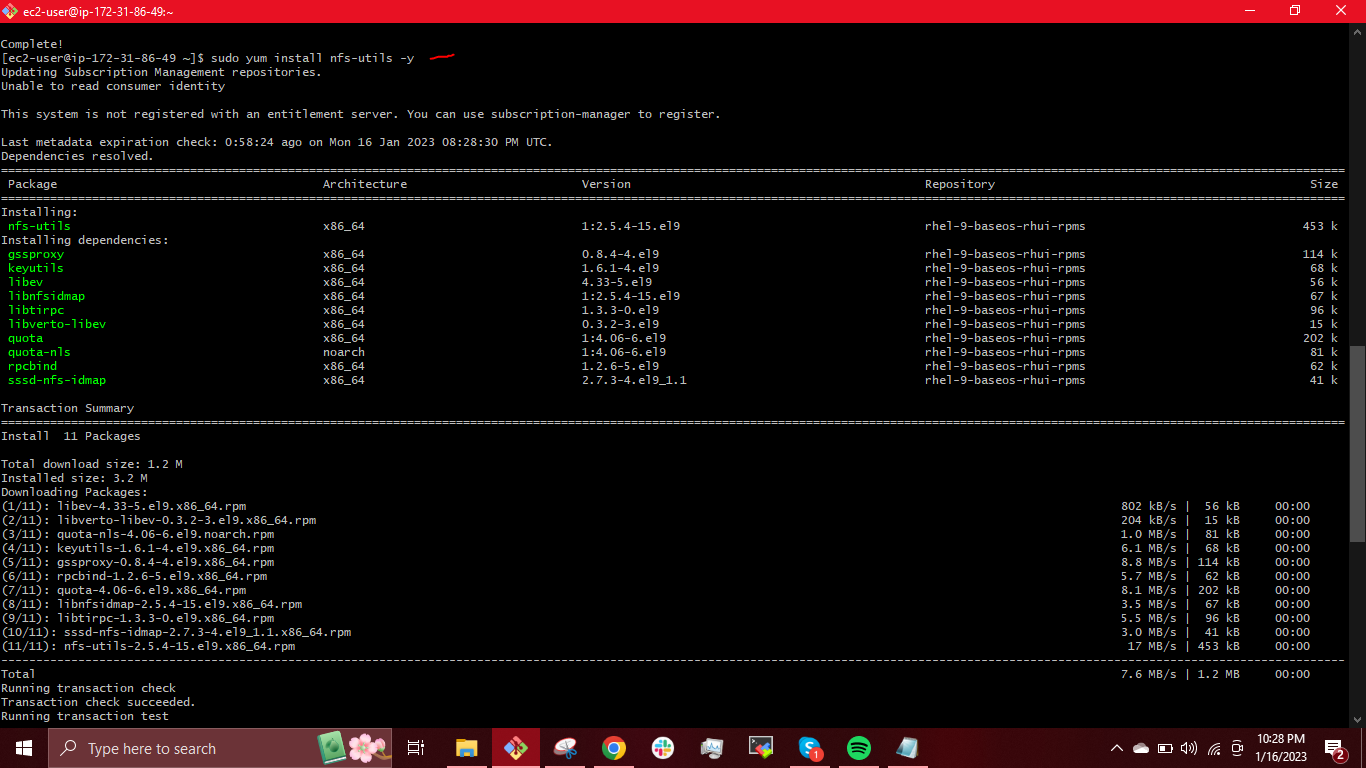 ec2-user@ip-172-31-86-49:~
Complete!
[ec2-user@ip-172-31-86-49 ~]$ sudo yum install nfs-utils -y
Updating Subscription Management repositories.
Unable to read consumer identity
This system is not registered with an entitlement server. You can use subscription-manager to register.
Last metadata expiration check: 0:58:24 ago on Mon 16 Jan 2023 08:28:30 PM UTC.
Dependencies resolved.
Package Architecture Version Repository Size
Installing:
nfs-utils x86_64 1:2.5.4-15.el9 rhel-9-baseos-rhui-rpms 453 k
Installing dependencies:
gssproxy x86_64 0.8.4-4.el9 rhel-9-baseos-rhui-rpms 114 k
keyutils x86_64 1.6.1-4.el9 rhel-9-baseos-rhui-rpms 68 k
libev x86_64 4.33-5.el9 rhel-9-baseos-rhui-rpms 56 k
libnfsidmap x86_64 1:2.5.4-15.el9 rhel-9-baseos-rhui-rpms 67 k
libtirpc x86_64 1.3.3-0.el9 rhel-9-baseos-rhui-rpms 96 k
libverto-libev x86_64 0.3.2-3.el9 rhel-9-baseos-rhui-rpms 15 k
quota x86_64 1:4.06-6.el9 rhel-9-baseos-rhui-rpms 202 k
quota-nls noarch 1:4.06-6.el9 rhel-9-baseos-rhui-rpms 81 k
rpcbind x86_64 1.2.6-5.el9 rhel-9-baseos-rhui-rpms 62 k
sssd-nfs-idmap x86_64 2.7.3-4.el9_1.1 rhel-9-baseos-rhui-rpms 41 k
Transaction Summary
Install 11 Packages
Total download size: 1.2 M
Installed size: 3.2 M
Downloading Packages:
(1/11): libev-4.33-5.el9.x86_64.rpm 802 kB/s | 56 kB 00:00
(2/11): libverto-libev-0.3.2-3.el9.x86_64.rpm 204 kB/s | 15 kB 00:00
(3/11): quota-nls-4.06-6.el9.noarch.rpm 1.0 MB/s | 81 kB 00:00
(4/11): keyutils-1.6.1-4.el9.x86_64.rpm 6.1 MB/s | 68 kB 00:00
(5/11): gssproxy-0.8.4-4.el9.x86_64.rpm 8.8 MB/s | 114 kB 00:00
(6/11): rpcbind-1.2.6-5.el9.x86_64.rpm 5.7 MB/s | 62 kB 00:00
(7/11): quota-4.06-6.el9.x86_64.rpm 8.1 MB/s | 202 kB 00:00
(8/11): libnfsidmap-2.5.4-15.el9.x86_64.rpm 3.5 MB/s | 67 kB 00:00
(9/11): libtirpc-1.3.3-0.el9.x86_64.rpm 5.5 MB/s | 96 kB 00:00
(10/11): sssd-nfs-idmap-2.7.3-4.el9_1.1.x86_64.rpm 3.0 MB/s | 41 kB 00:00
(11/11): nfs-utils-2.5.4-15.el9.x86_64.rpm 17 MB/s | 453 kB 00:00
Total 7.6 MB/s | 1.2 MB 00:00
Running transaction check
Transaction check succeeded.
Running transaction test
Type here to search
1
10:28 PM
1/16/2023
2